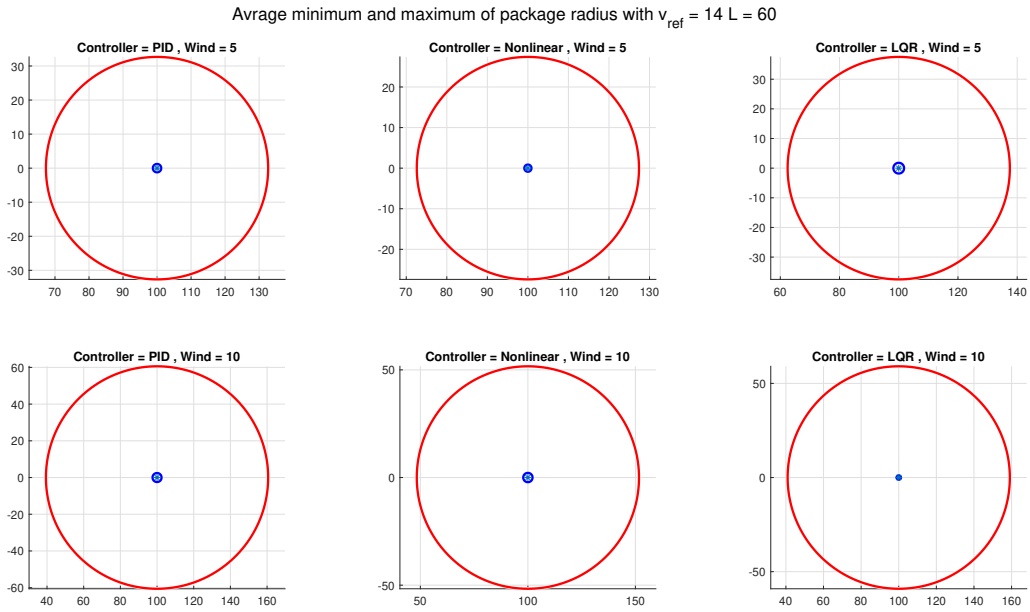 Avrage minimum and maximum of package radius with v_ref = 14 L = 60
Controller = PID , Wind = 5
30
20
10
0
-10
-20
-30
70 80 90 100 110 120 130
Controller = Nonlinear , Wind = 5
20
10
0
-10
-20
70 80 90 100 110 120 130
Controller = LQR , Wind = 5
30
20
10
0
-10
-20
-30
60 80 100 120 140
Controller = PID , Wind = 10
60
40
20
0
-20
-40
-60
40 60 80 100 120 140 160
Controller = Nonlinear , Wind = 10
50
0
-50
50 100 150
Controller = LQR , Wind = 10
50
0
-50
40 60 80 100 120 140 160